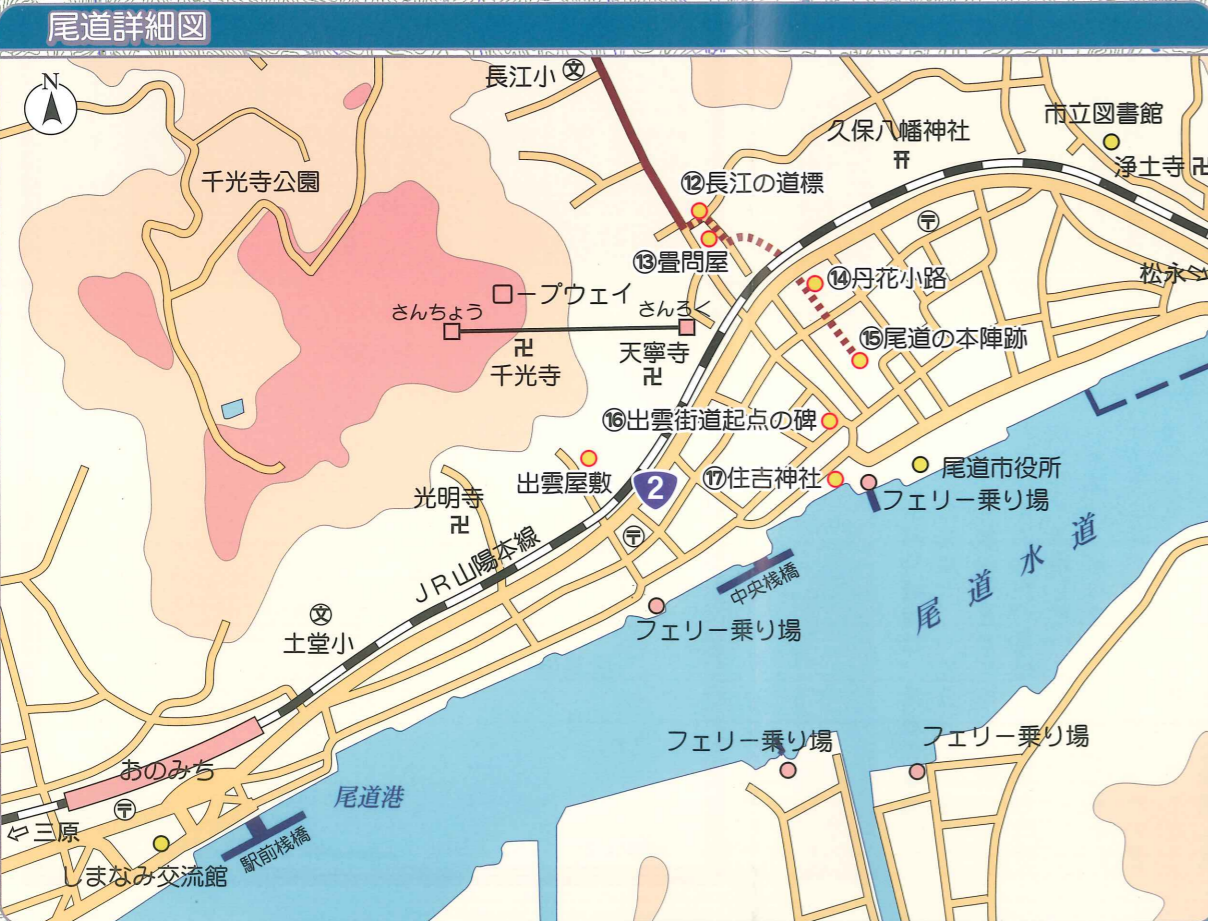 尾道詳細図
N
長江小
文
久保八幡神社
市立図書館
浄土寺
千光寺公園
⑫長江の道標
⑬畳問屋
⑭丹花小路
松永
ロープウェイ
さんちょう
さんろく
千光寺
天寧寺
⑮尾道の本陣跡
⑯出雲街道起点の碑
出雲屋敷
2
⑰住吉神社
尾道市役所
フェリー乗り場
光明寺
JR山陽本線
中央桟橋
尾道水道
文
土堂小
フェリー乗り場
フェリー乗り場
フェリー乗り場
おのみち
尾道港
三原
駅前桟橋
しまなみ交流館